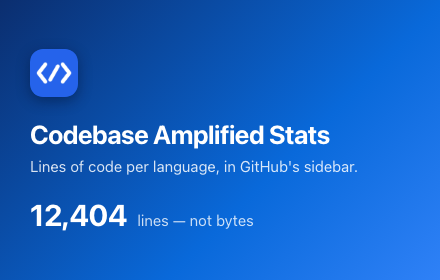 Codebase Amplified Stats
Lines of code per language, in GitHub's sidebar.
12,404 lines — not bytes